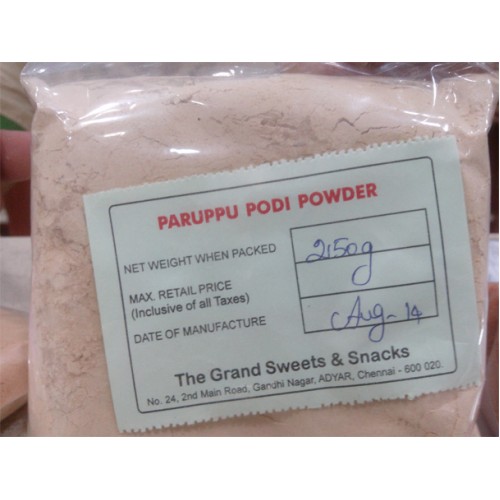 PARUPPU PODI POWDER
NET WEIGHT WHEN PACKED 250g
MAX. RETAIL PRICE
(Inclusive of all Taxes)
DATE OF MANUFACTURE Aug-14
The Grand Sweets & Snacks
No. 24, 2nd Main Road, Gandhi Nagar, ADYAR, Chennai - 600 020.